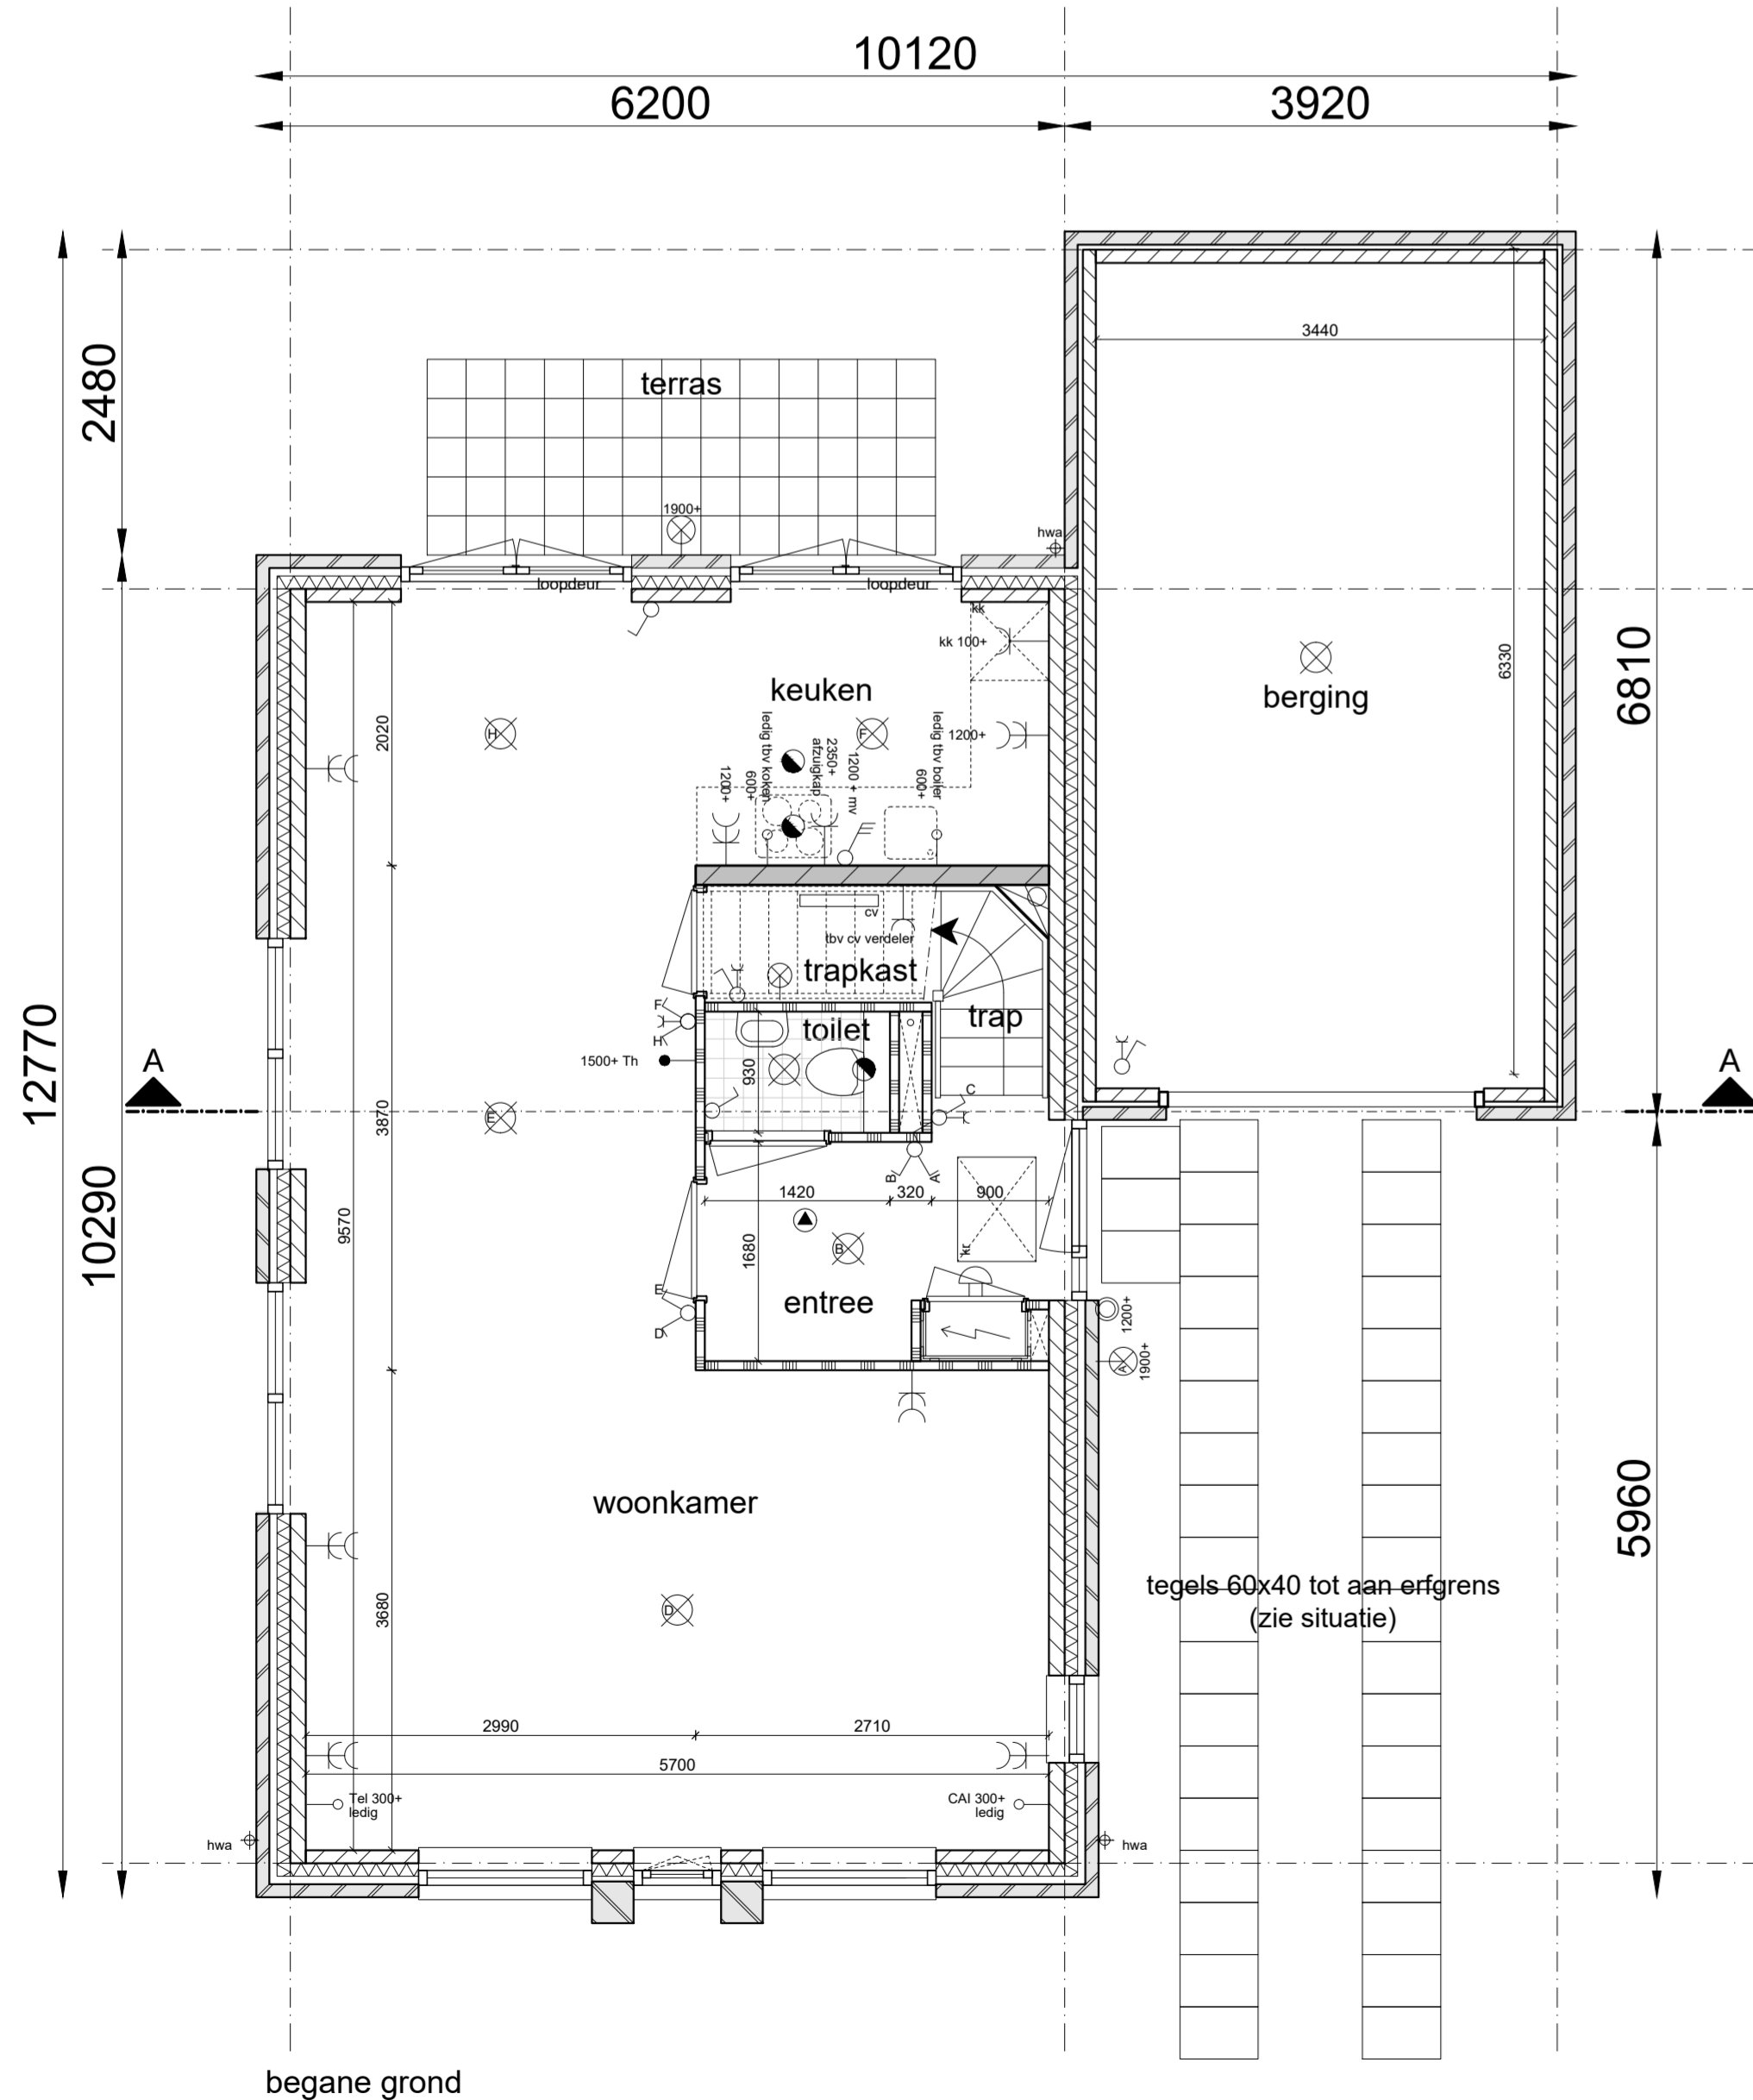 10120
6200
3920
2480
12770
10290
6810
5960
3440
6330
terras
1900+
hwa
loopdeur
loopdeur
kk
kk 100+
keuken
berging
H
F
1200+
2020
1200+
ledig tbv koken
600+
2350+
afzuigkap
1200 + mv
ledig tbv boiler
600+
cv
tbv cv verdeler
trapkast
trap
toilet
F
H
1500+ Th
930
C
A
A
E
3870
B
A
1420
320
900
9570
1680
B
kr
entree
E
D
1200+
A
1900+
woonkamer
tegels 60x40 tot aan erfgrens
(zie situatie)
D
3680
2990
2710
5700
Tel 300+
ledig
CAI 300+
ledig
hwa
hwa
begane grond